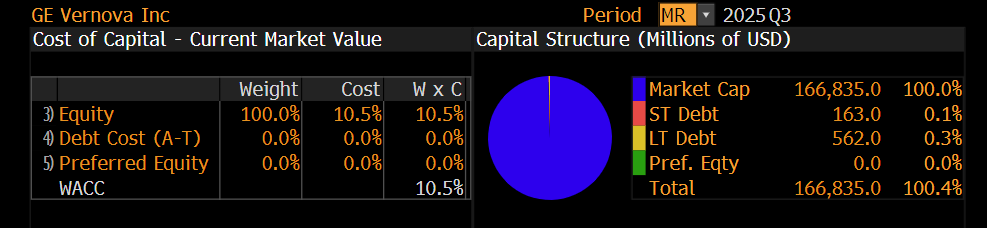 GE Vernova Inc Period MR 2025 Q3
Cost of Capital - Current Market Value Capital Structure (Millions of USD)
Weight Cost W x C Market Cap 166,835.0 100.0%
3) Equity 100.0% 10.5% 10.5% ST Debt 163.0 0.1%
4) Debt Cost (A-T) 0.0% 0.0% 0.0% LT Debt 562.0 0.3%
5) Preferred Equity 0.0% 0.0% 0.0% Pref. Eqty 0.0 0.0%
WACC 10.5% Total 166,835.0 100.4%